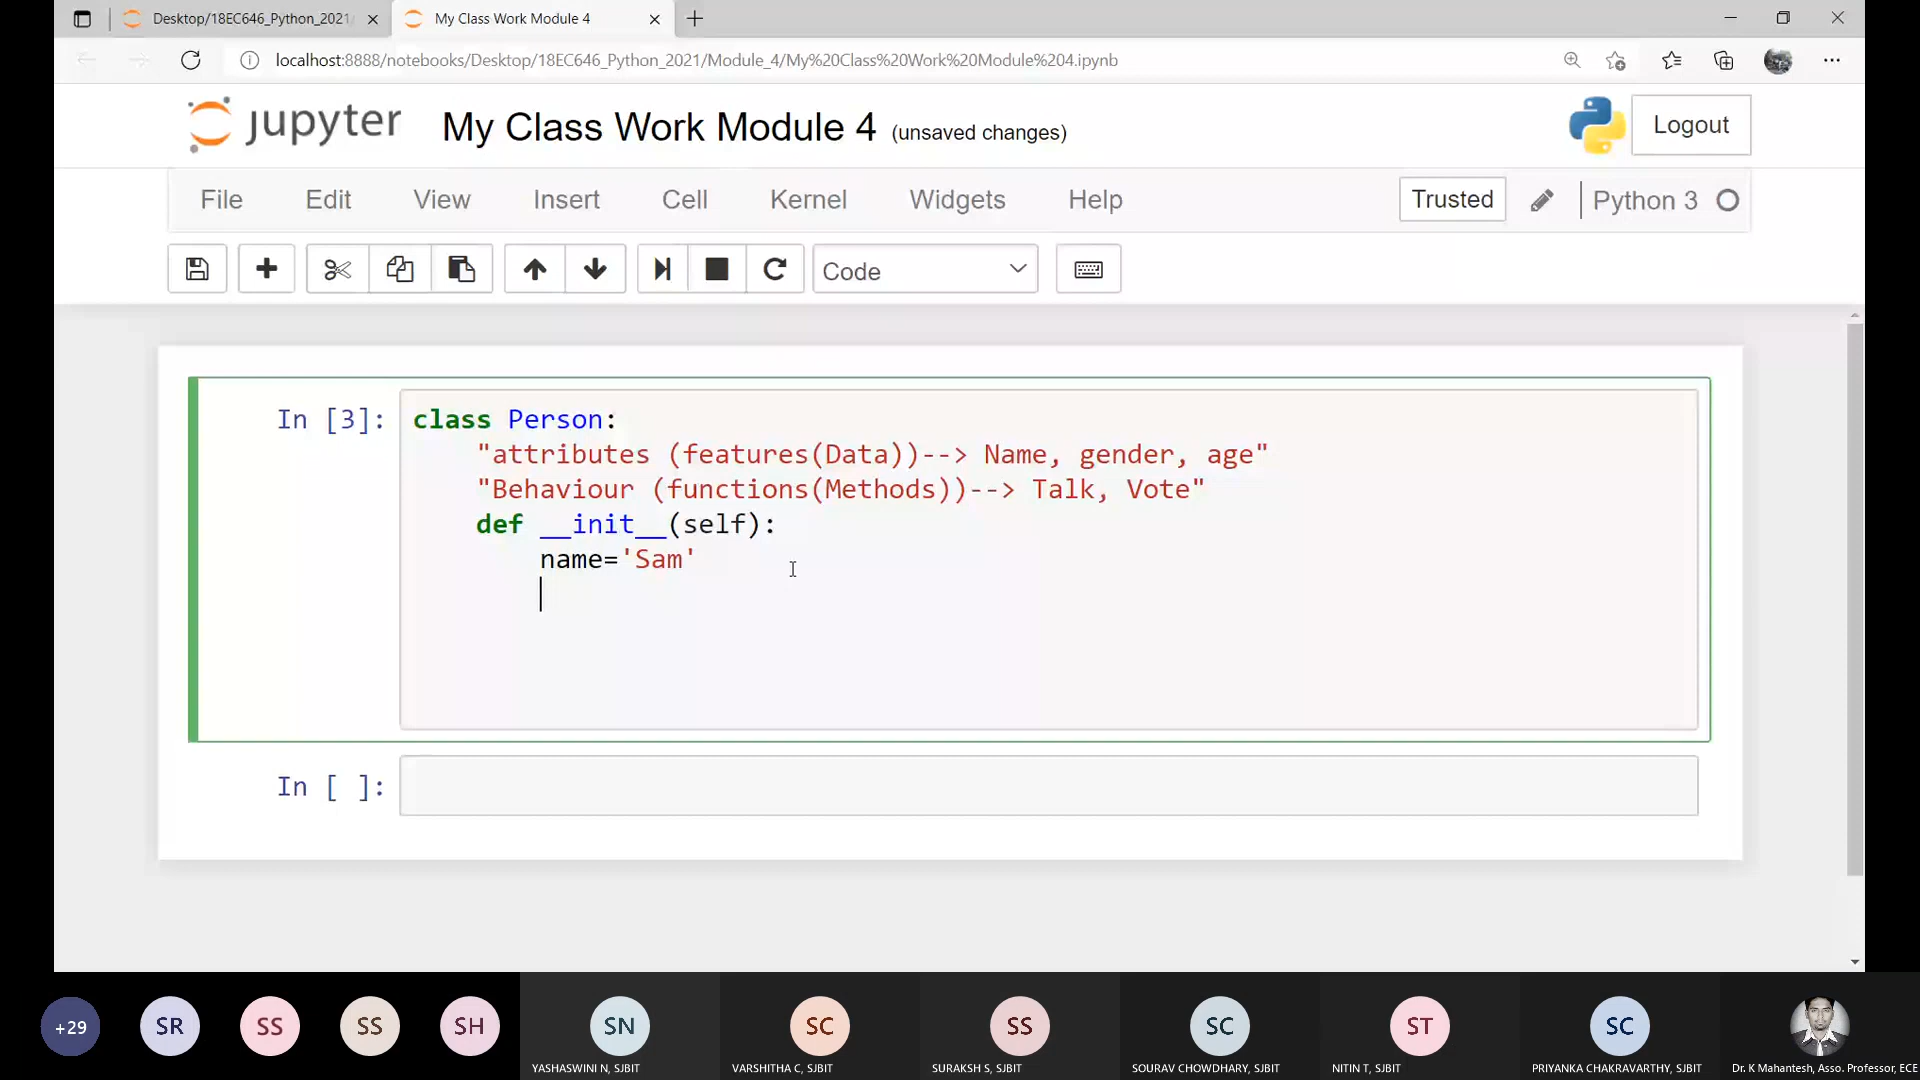 Desktop/18EC646_Python_2021
My Class Work Module 4
localhost:8888/notebooks/Desktop/18EC646_Python_2021/Module_4/My%20Class%20Work%20Module%204.ipynb
jupyter My Class Work Module 4 (unsaved changes)
Logout
File Edit View Insert Cell Kernel Widgets Help
Trusted
Python 3
Code
In [3]: class Person:
"attributes (features(Data))--> Name, gender, age"
"Behaviour (functions(Methods))--> Talk, Vote"
def __init__(self):
name='Sam'
In [ ]:
+29 SR SS SS SH SN SC SS SC ST SC
YASHASWINI N, SJBIT
VARSHITHA C, SJBIT
SURAKSH S, SJBIT
SOURAV CHOWDHARY, SJBIT
NITIN T, SJBIT
PRIYANKA CHAKRAVARTHY, SJBIT
Dr. K Mahantesh, Asso. Professor, ECE